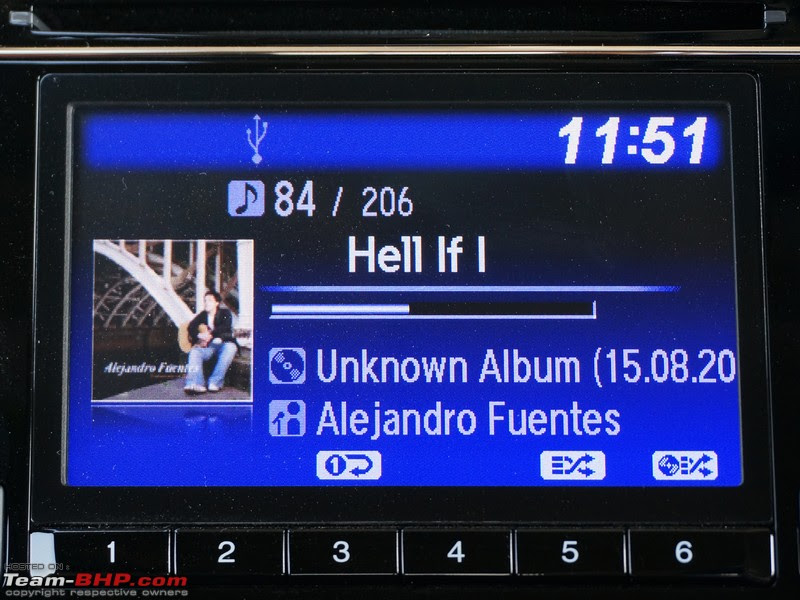 11:51
84 / 206
Hell If I
Alejandro Fuentes
Unknown Album (15.08.20
Alejandro Fuentes
1
1 2 3 4 5 6
HOSTED ON :
Team-BHP.com
copyright respective owners